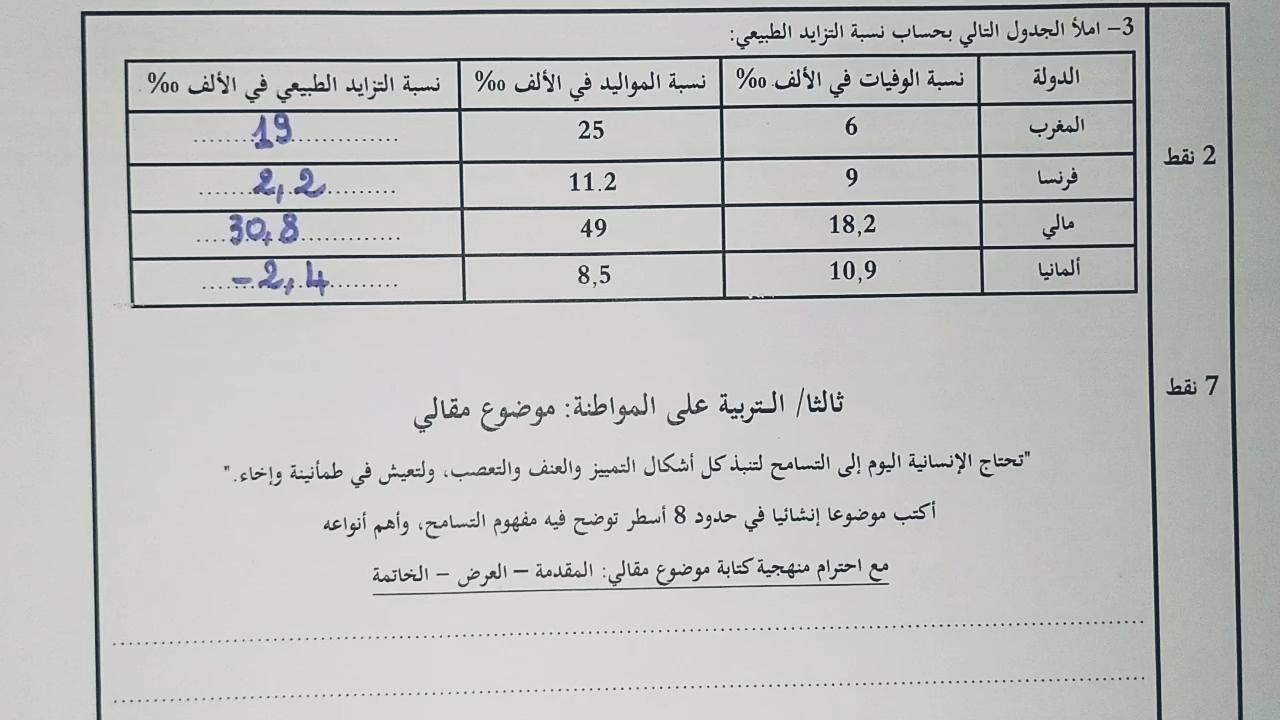 3- املأ الجدول التالي بحساب نسبة التزايد الطبيعي:
الدولة نسبة الوفيات في الألف ‰ نسبة المواليد في الألف ‰ نسبة التزايد الطبيعي في الألف ‰
المغرب 6 25 19
2 نقط
فرنسا 9 11.2 2,2
مالي 18,2 49 30,8
ألمانيا 10,9 8,5 -2,4
7 نقط
ثالثا/ التربية على المواطنة: موضوع مقالي
"تحتاج الإنسانية اليوم إلى التسامح لتنبذ كل أشكال التمييز والعنف والتعصب، ولتعيش في طمأنينة وإخاء."
أكتب موضوعا إنشائيا في حدود 8 أسطر توضح فيه مفهوم التسامح، وأهم أنواعه
مع احترام منهجية كتابة موضوع مقالي: المقدمة – العرض – الخاتمة